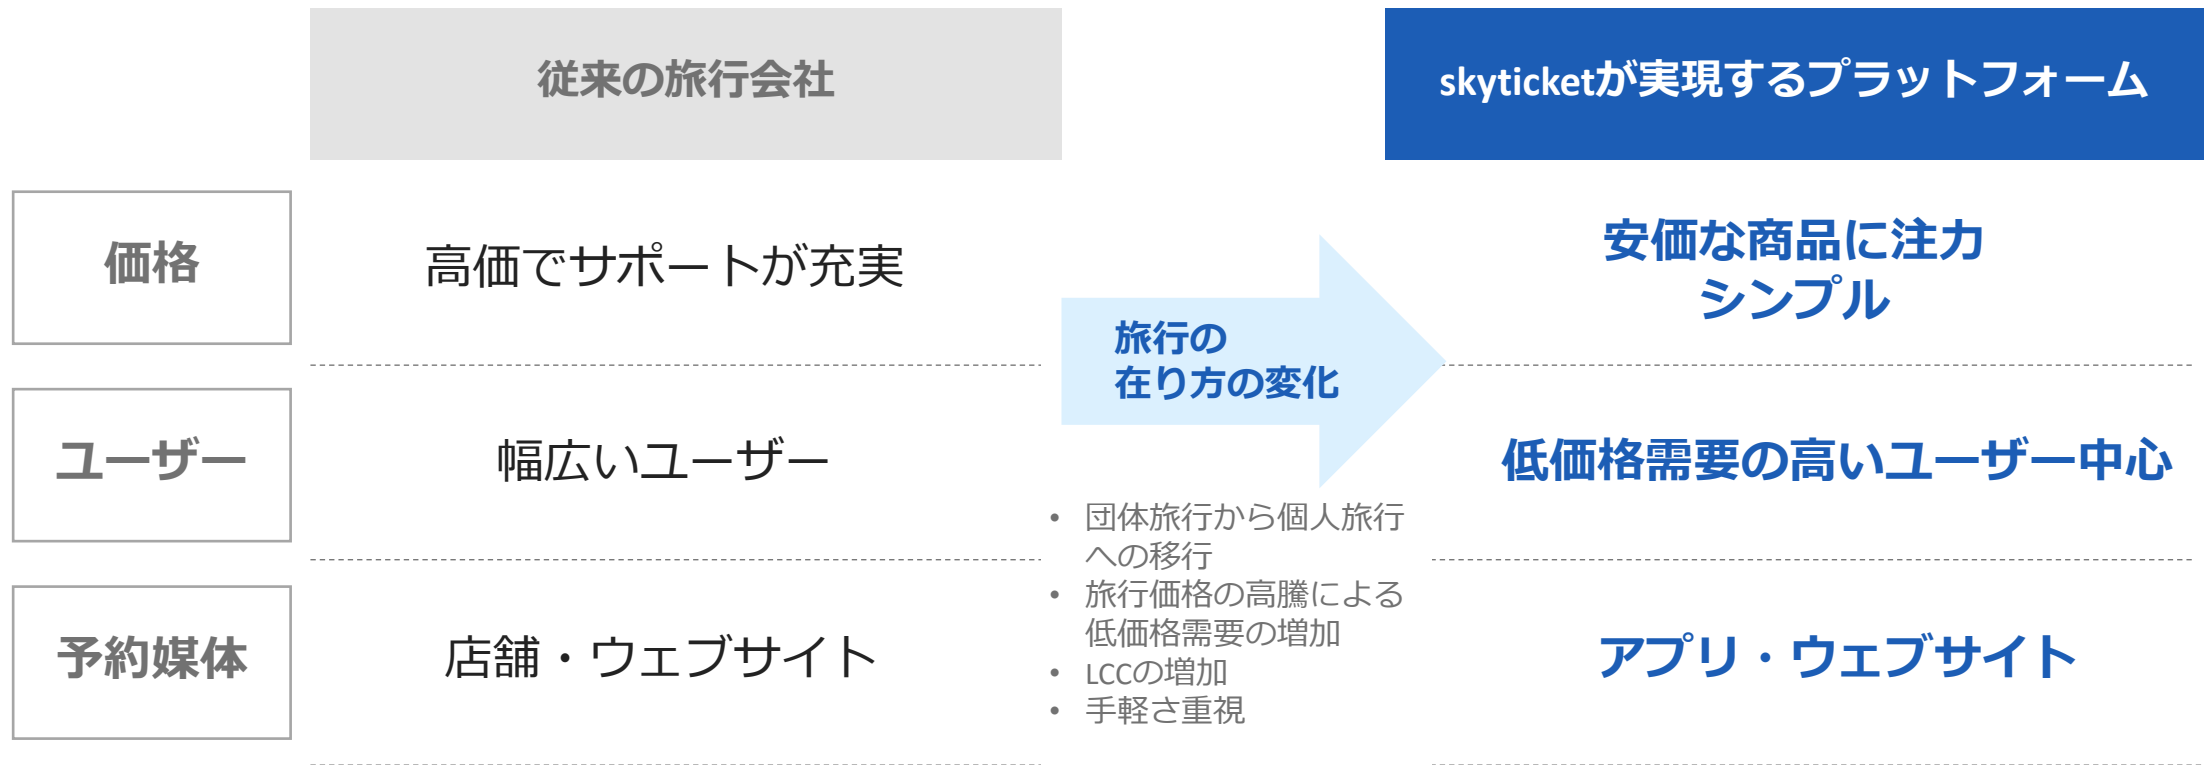 従来の旅行会社
skyticketが実現するプラットフォーム
価格
高価でサポートが充実
安価な商品に注力
シンプル
旅行の
在り方の変化
ユーザー
幅広いユーザー
低価格需要の高いユーザー中心
• 団体旅行から個人旅行
への移行
• 旅行価格の高騰による
低価格需要の増加
• LCCの増加
• 手軽さ重視
予約媒体
店舗・ウェブサイト
アプリ・ウェブサイト